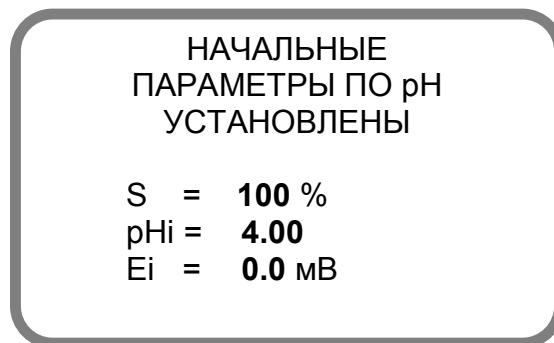 НАЧАЛЬНЫЕ
ПАРАМЕТРЫ ПО pH
УСТАНОВЛЕНЫ
S = 100 %
pHi = 4.00
Ei = 0.0 мВ